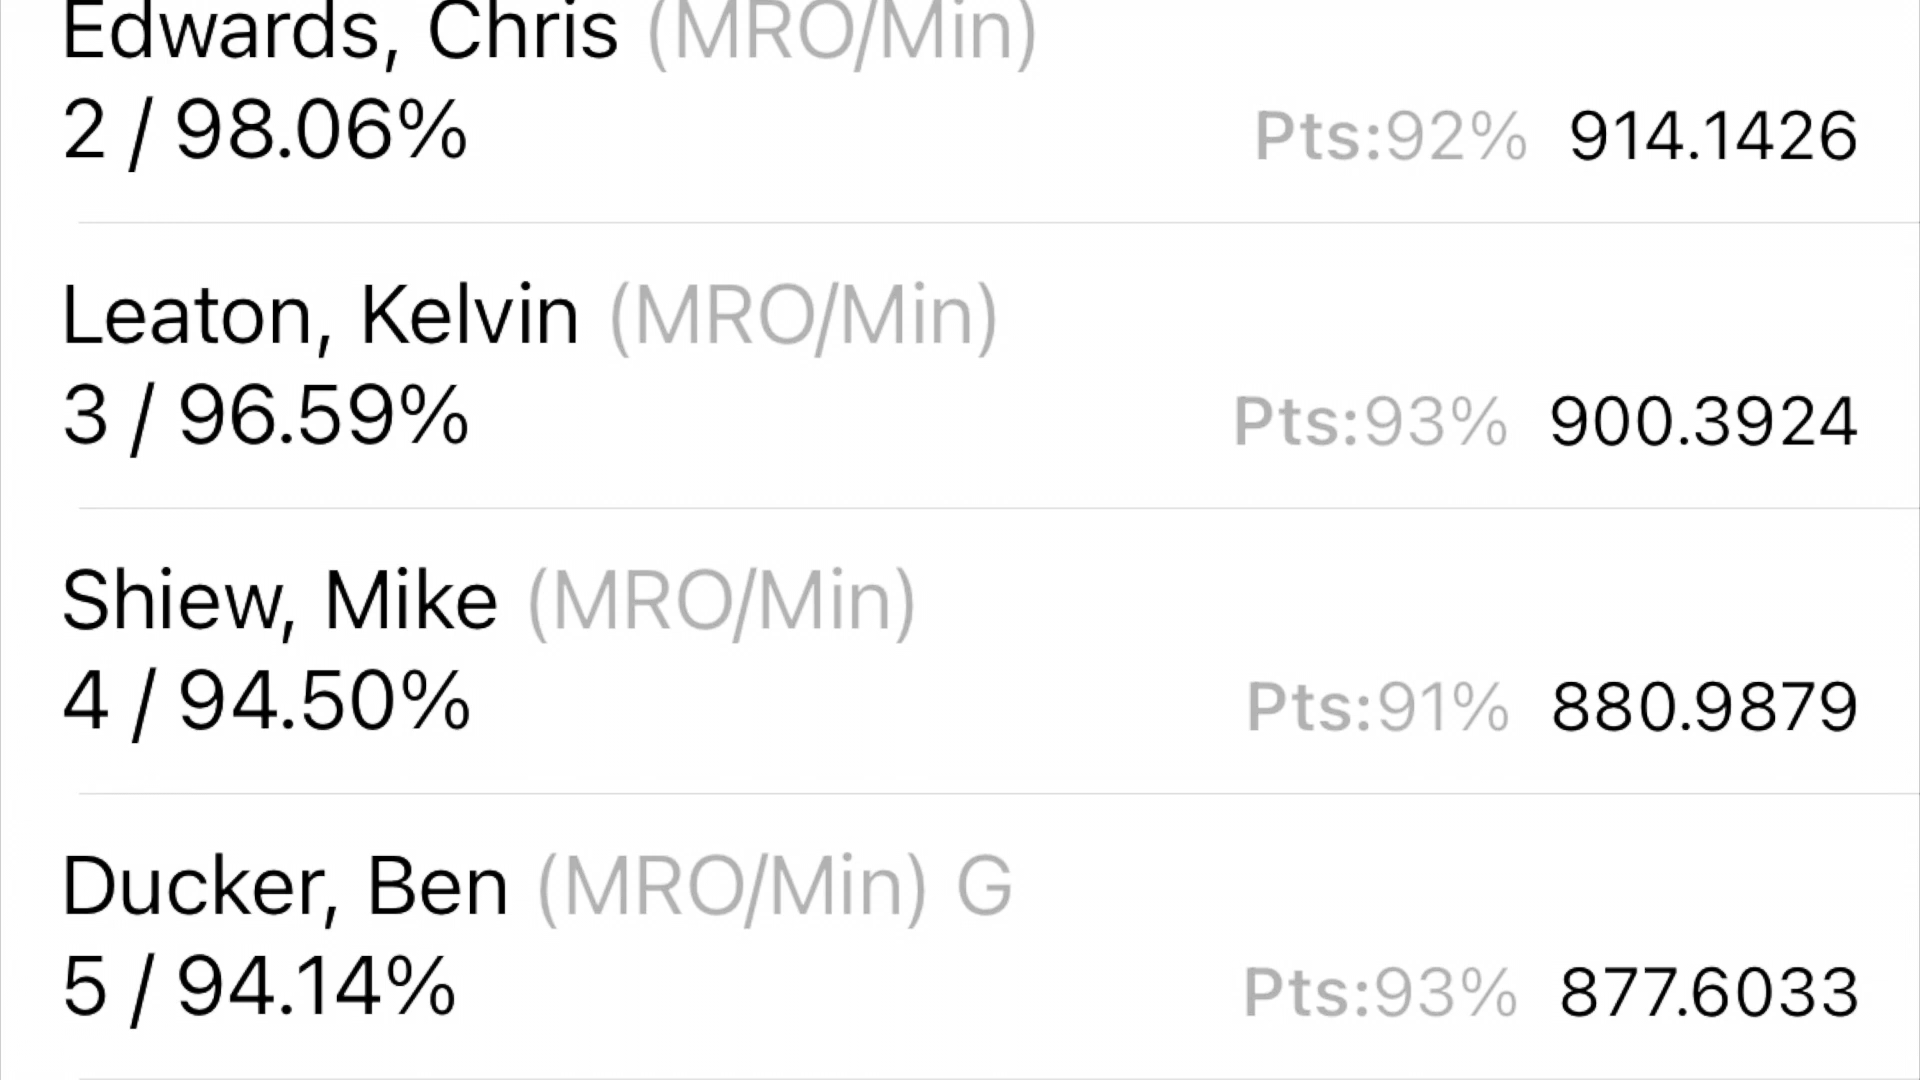 Edwards, Chris (MRO/Min)
2 / 98.06% Pts:92% 914.1426
Leaton, Kelvin (MRO/Min)
3 / 96.59% Pts:93% 900.3924
Shiew, Mike (MRO/Min)
4 / 94.50% Pts:91% 880.9879
Ducker, Ben (MRO/Min) G
5 / 94.14% Pts:93% 877.6033